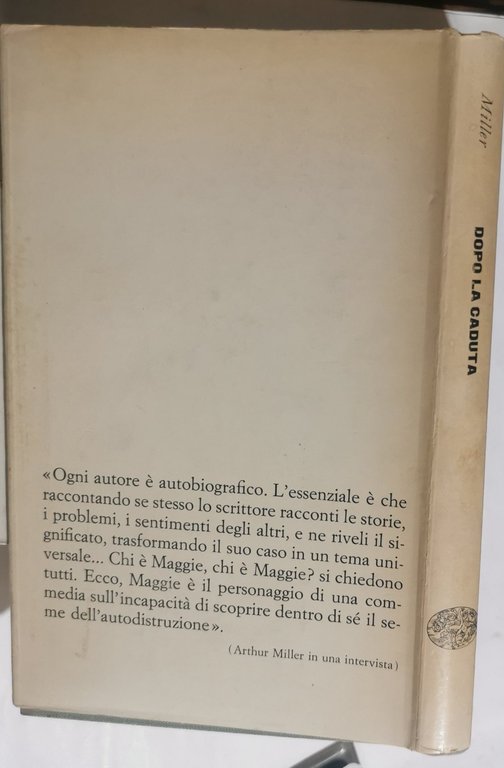 «Ogni autore è autobiografico. L'essenziale è che
raccontando se stesso lo scrittore racconti le storie,
i problemi, i sentimenti degli altri, e ne riveli il si-
gnificato, trasformando il suo caso in un tema uni-
versale... Chi è Maggie, chi è Maggie? si chiedono
tutti. Ecco, Maggie è il personaggio di una com-
media sull'incapacità di scoprire dentro di sé il se-
me dell'autodistruzione».
(Arthur Miller in una intervista)
Miller
DOPO LA CADUTA